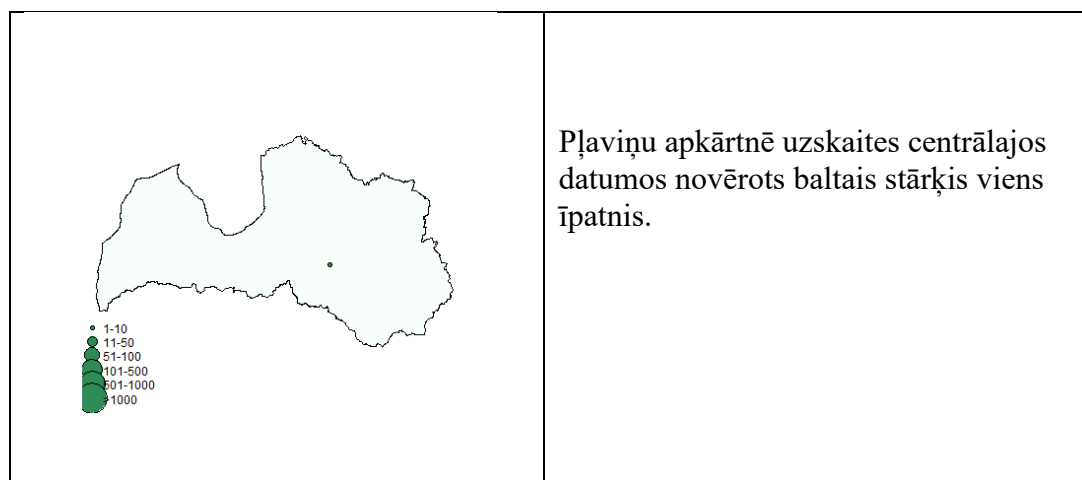 Pļaviņu apkārtnē uzskaites centrālajos
datumos novērots baltais stārķis viens
īpatnis.
1-10
11-50
51-100
101-500
501-1000
>1000